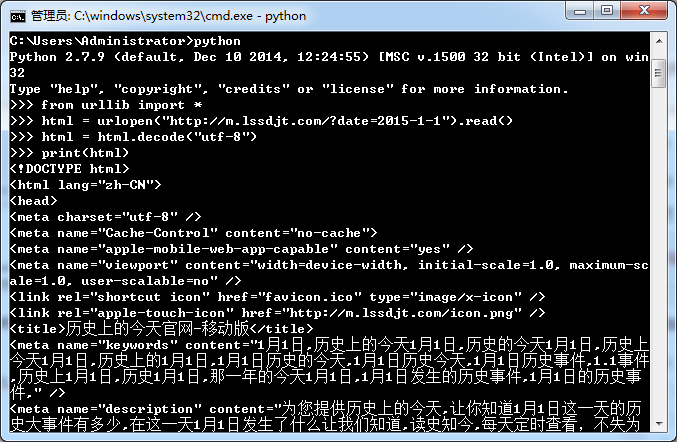 管理员: C:\windows\system32\cmd.exe - python
C:\Users\Administrator>python
Python 2.7.9 (default, Dec 10 2014, 12:24:55) [MSC v.1500 32 bit (Intel)] on win
32
Type "help", "copyright", "credits" or "license" for more information.
>>> from urllib import *
>>> html = urlopen("http://m.lssdjt.com/?date=2015-1-1").read()
>>> html = html.decode("utf-8")
>>> print(html)
<!DOCTYPE html>
<html lang="zh-CN">
<head>
<meta charset="utf-8" />
<meta name="Cache-Control" content="no-cache">
<meta name="apple-mobile-web-app-capable" content="yes" />
<meta name="viewport" content="width=device-width, initial-scale=1.0, maximum-sc
ale=1.0, user-scalable=no" />
<link rel="shortcut icon" href="favicon.ico" type="image/x-icon" />
<link rel="apple-touch-icon" href="http://m.lssdjt.com/icon.png" />
<title>历史上的今天官网-移动版</title>
<meta name="keywords" content="1月1日,历史上的今天1月1日,历史的今天1月1日,历史上
今天1月1日,历史上的1月1日,1月1日历史的今天,1月1日历史今天,1月1日历史事件,1.1事件
,历史上1月1日,历史1月1日,那一年的今天1月1日,1月1日发生的历史事件,1月1日的历史事
件," />
<meta name="description" content="为您提供历史上的今天,让你知道1月1日这一天的历
史大事件有多少,在这一天1月1日发生了什么让我们知道,读史知今,每天定时查看，不失为